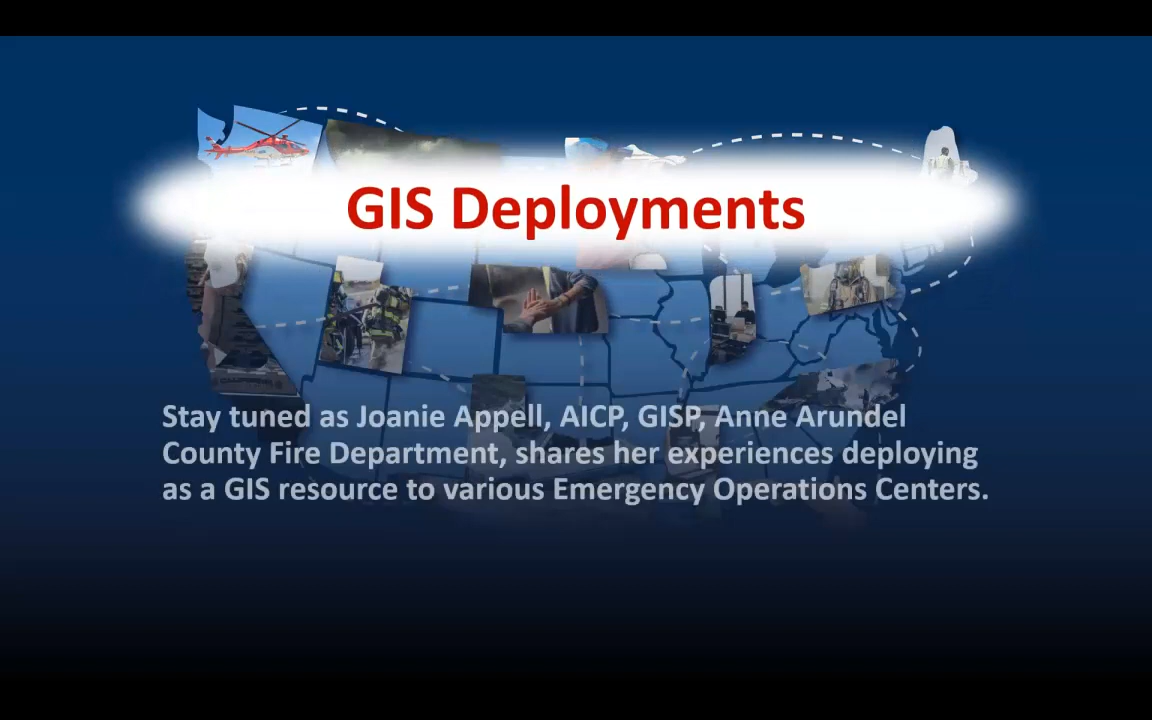 GIS Deployments
Stay tuned as Joanie Appell, AICP, GISP, Anne Arundel
County Fire Department, shares her experiences deploying
as a GIS resource to various Emergency Operations Centers.